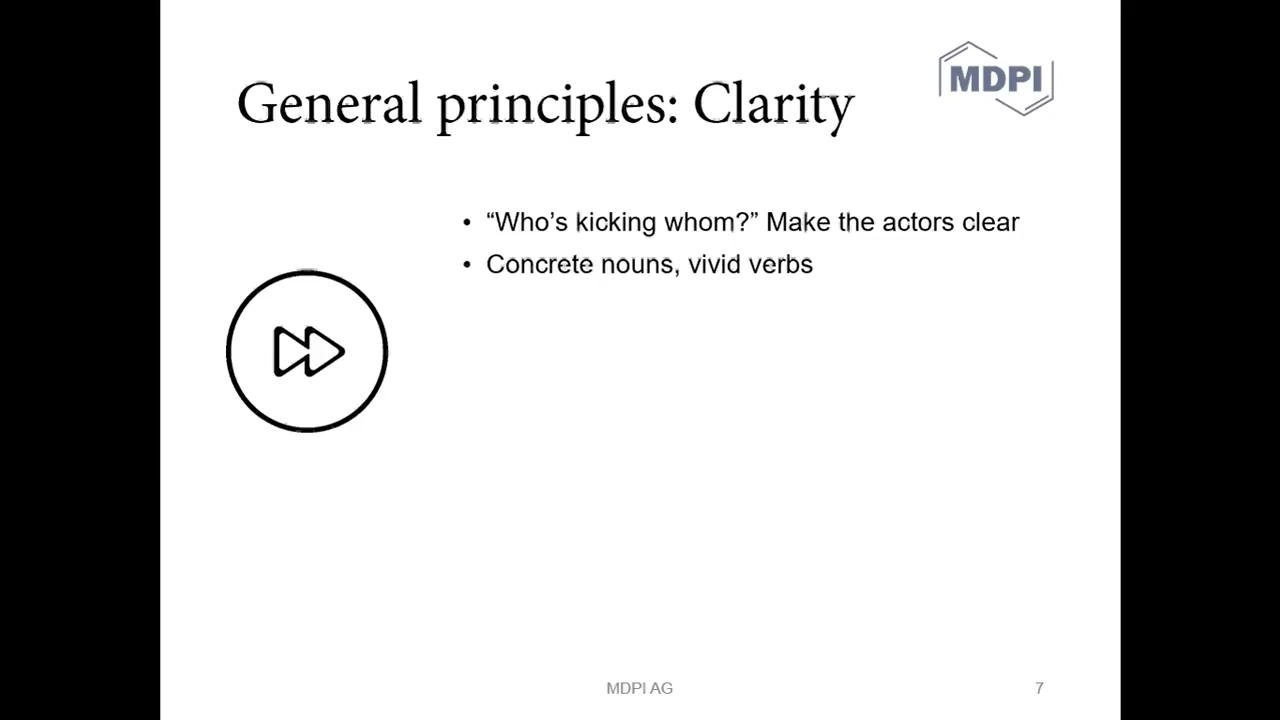 MDPI
General principles: Clarity
• “Who’s kicking whom?” Make the actors clear
• Concrete nouns, vivid verbs
MDPI AG
7